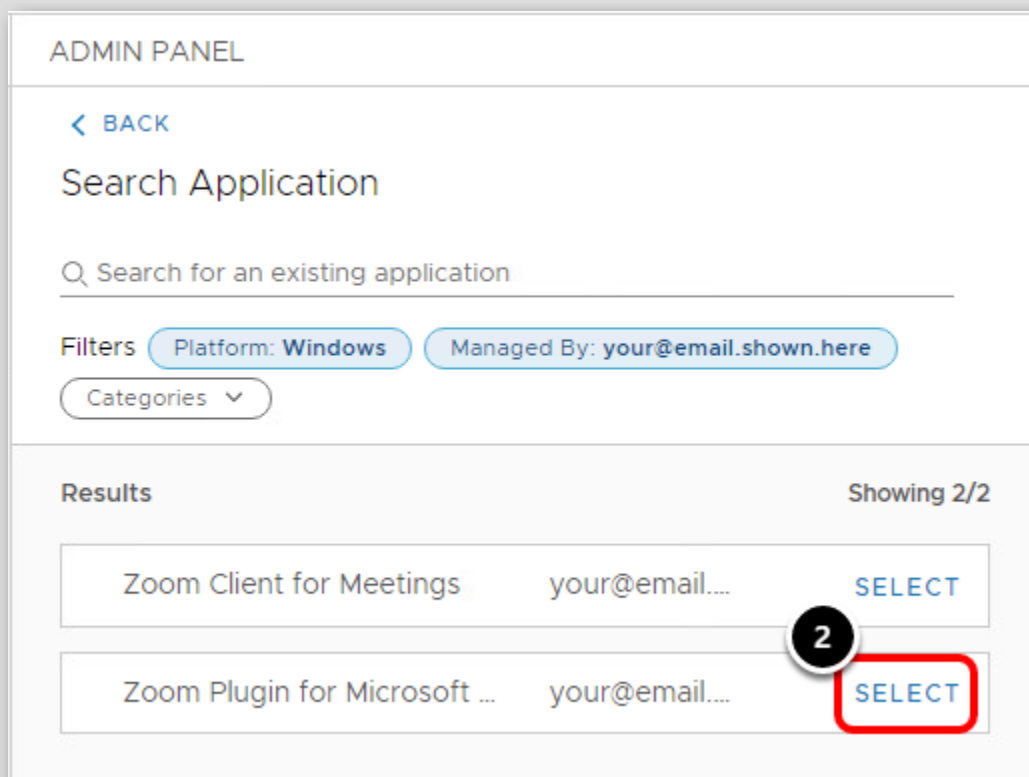 ADMIN PANEL
BACK
Search Application
Search for an existing application
Filters Platform: Windows Managed By: your@email.shown.here
Categories
Results Showing 2/2
Zoom Client for Meetings your@email.... SELECT
2
Zoom Plugin for Microsoft ... your@email.... SELECT